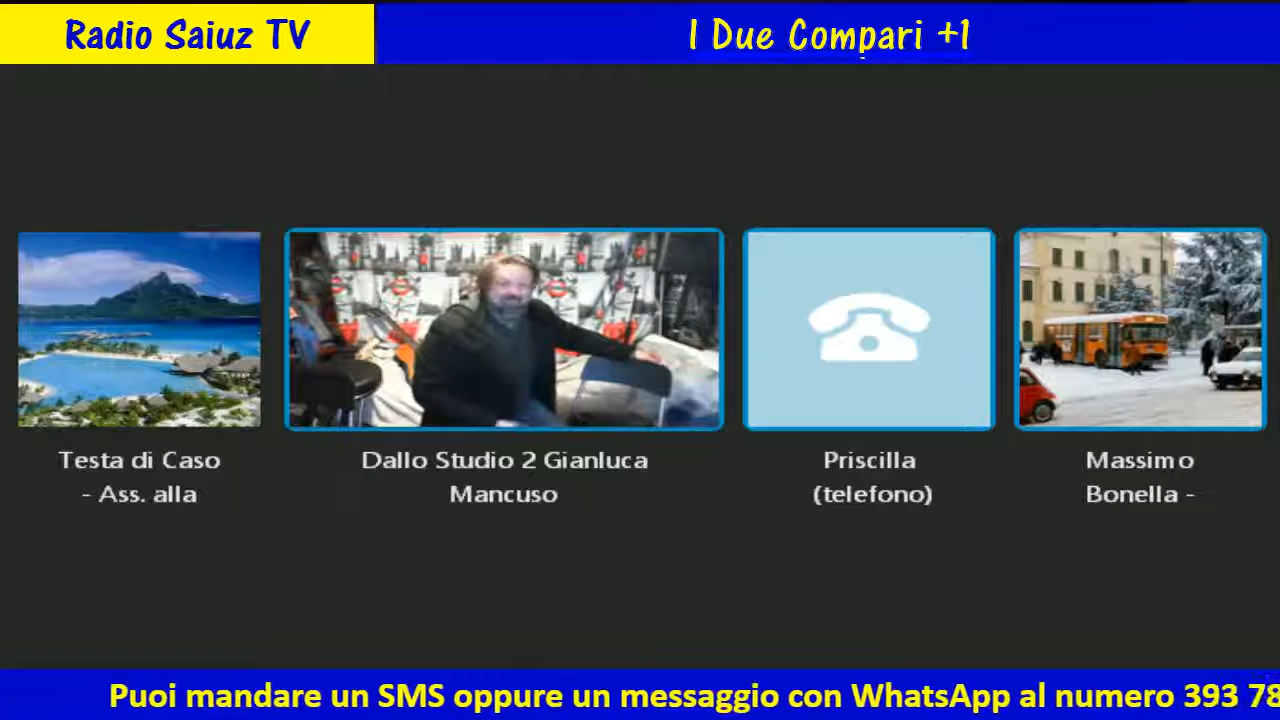 Radio Saiuz TV
I Due Compari +1
Testa di Caso
- Ass. alla
Dallo Studio 2 Gianluca
Mancuso
Priscilla
(telefono)
Massimo
Bonella -
Puoi mandare un SMS oppure un messaggio con WhatsApp al numero 393 78